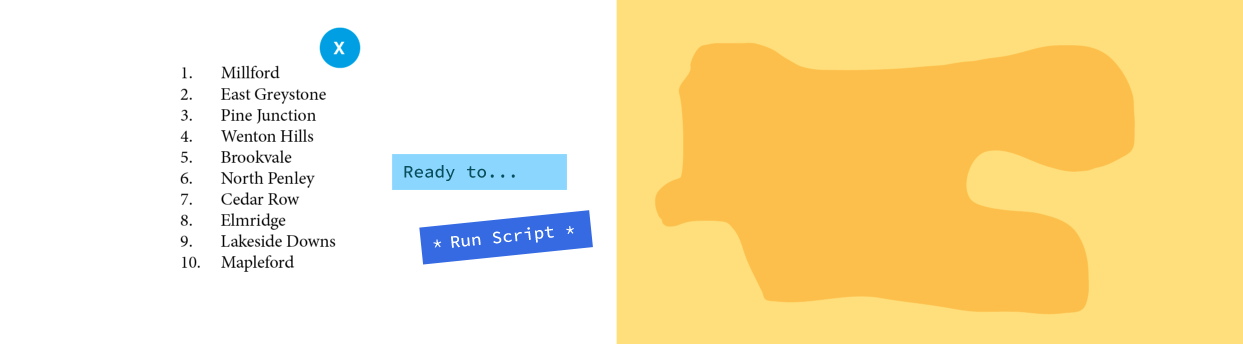 X
1. Millford
2. East Greystone
3. Pine Junction
4. Wenton Hills
5. Brookvale
6. North Penley
7. Cedar Row
8. Elmridge
9. Lakeside Downs
10. Mapleford
Ready to...
* Run Script *